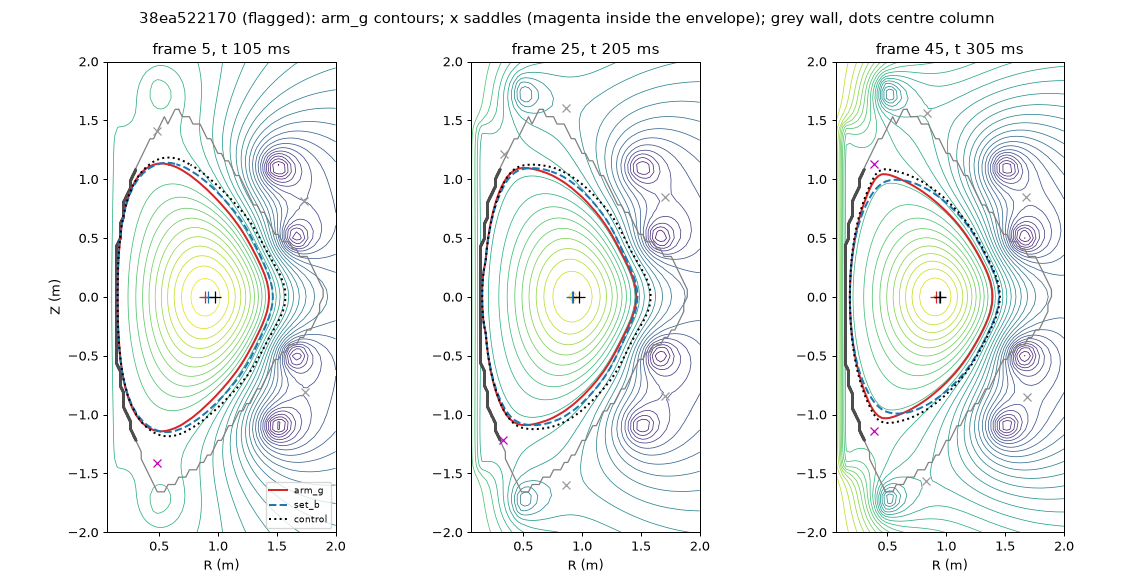 38ea522170 (flagged): arm_g contours; x saddles (magenta inside the envelope); grey wall, dots centre column
frame 5, t 105 ms
frame 25, t 205 ms
frame 45, t 305 ms
2.0
1.5
1.0
0.5
0.0
−0.5
−1.0
−1.5
−2.0
Z (m)
2.0
1.5
1.0
0.5
0.0
−0.5
−1.0
−1.5
−2.0
2.0
1.5
1.0
0.5
0.0
−0.5
−1.0
−1.5
−2.0
arm_g
set_b
control
0.5 1.0 1.5 2.0
0.5 1.0 1.5 2.0
0.5 1.0 1.5 2.0
R (m)
R (m)
R (m)